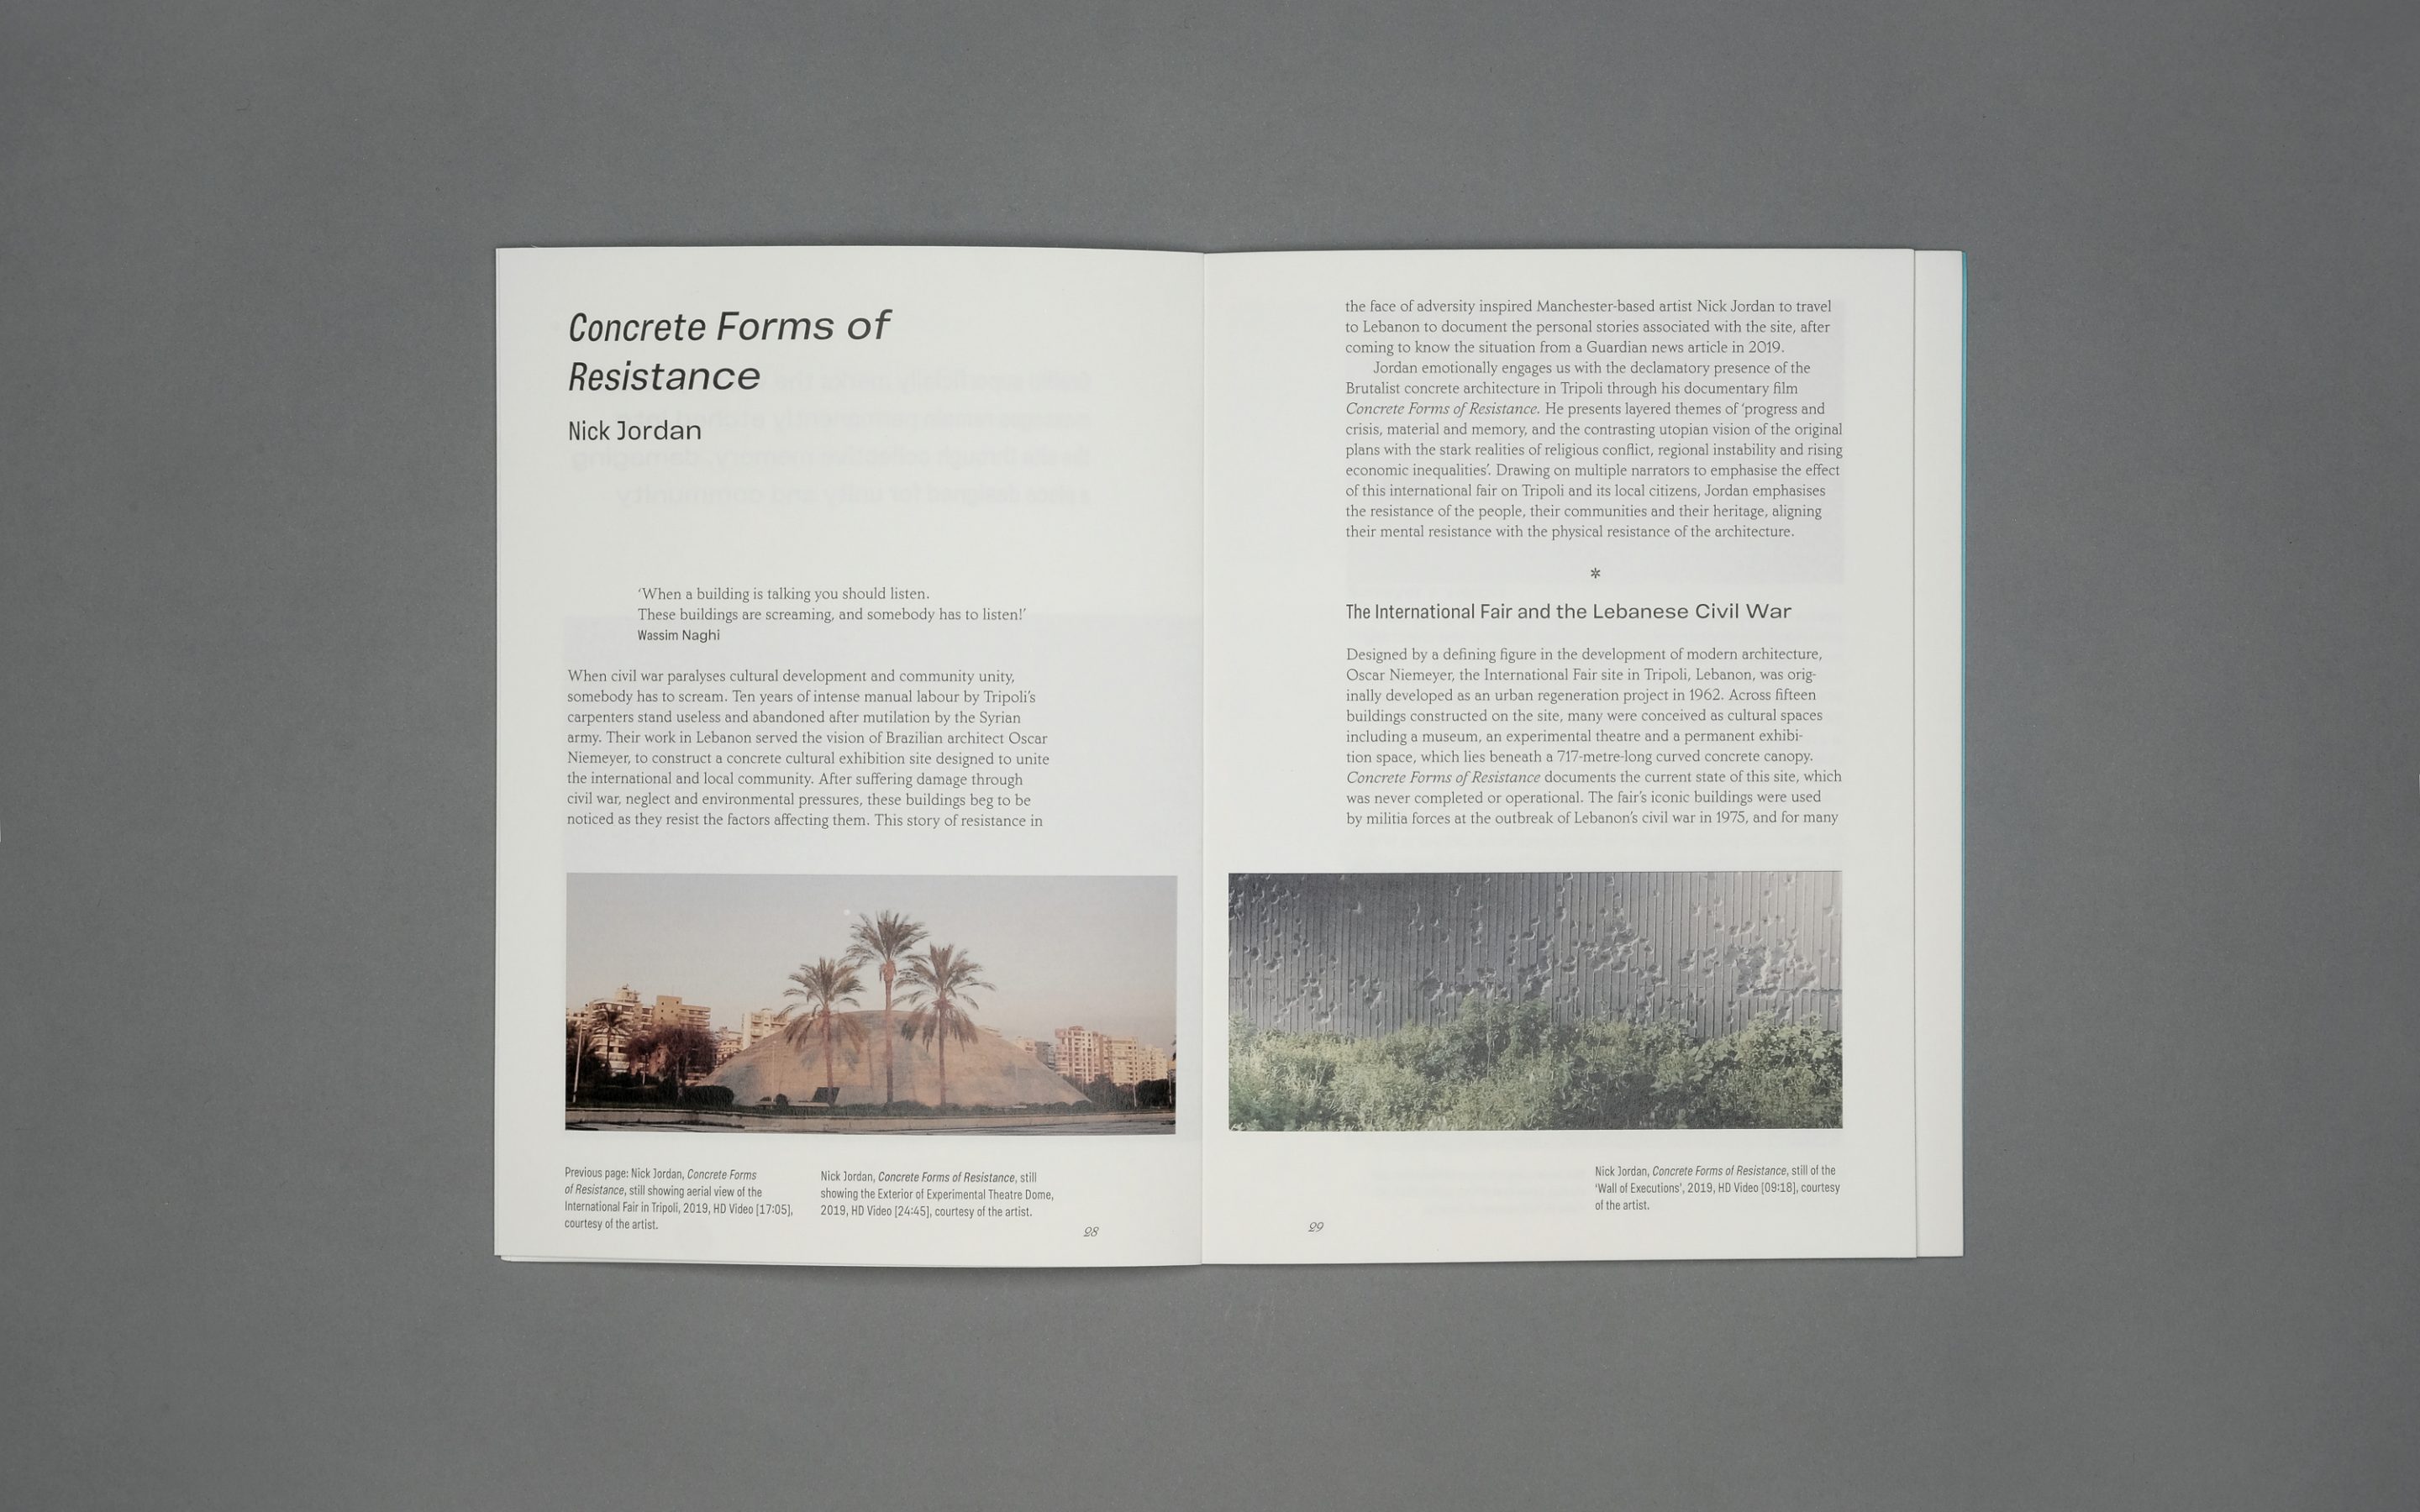 Concrete Forms of
Resistance
Nick Jordan
‘When a building is talking you should listen.
These buildings are screaming, and somebody has to listen!’
Wassim Naghi
When civil war paralyses cultural development and community unity,
somebody has to scream. Ten years of intense manual labour by Tripoli’s
carpenters stand useless and abandoned after mutilation by the Syrian
army. Their work in Lebanon served the vision of Brazilian architect Oscar
Niemeyer, to construct a concrete cultural exhibition site designed to unite
the international and local community. After suffering damage through
civil war, neglect and environmental pressures, these buildings beg to be
noticed as they resist the factors affecting them. This story of resistance in
Previous page: Nick Jordan, Concrete Forms
of Resistance, still showing aerial view of the
International Fair in Tripoli, 2019, HD Video [17:05],
courtesy of the artist.
Nick Jordan, Concrete Forms of Resistance, still
showing the Exterior of Experimental Theatre Dome,
2019, HD Video [24:45], courtesy of the artist.
28
the face of adversity inspired Manchester-based artist Nick Jordan to travel
to Lebanon to document the personal stories associated with the site, after
coming to know the situation from a Guardian news article in 2019.
Jordan emotionally engages us with the declamatory presence of the
Brutalist concrete architecture in Tripoli through his documentary film
Concrete Forms of Resistance. He presents layered themes of ‘progress and
crisis, material and memory, and the contrasting utopian vision of the original
plans with the stark realities of religious conflict, regional instability and rising
economic inequalities’. Drawing on multiple narrators to emphasise the effect
of this international fair on Tripoli and its local citizens, Jordan emphasises
the resistance of the people, their communities and their heritage, aligning
their mental resistance with the physical resistance of the architecture.
*
The International Fair and the Lebanese Civil War
Designed by a defining figure in the development of modern architecture,
Oscar Niemeyer, the International Fair site in Tripoli, Lebanon, was orig-
inally developed as an urban regeneration project in 1962. Across fifteen
buildings constructed on the site, many were conceived as cultural spaces
including a museum, an experimental theatre and a permanent exhibi-
tion space, which lies beneath a 717-metre-long curved concrete canopy.
Concrete Forms of Resistance documents the current state of this site, which
was never completed or operational. The fair’s iconic buildings were used
by militia forces at the outbreak of Lebanon’s civil war in 1975, and for many
Nick Jordan, Concrete Forms of Resistance, still of the
‘Wall of Executions’, 2019, HD Video [09:18], courtesy
of the artist.
29